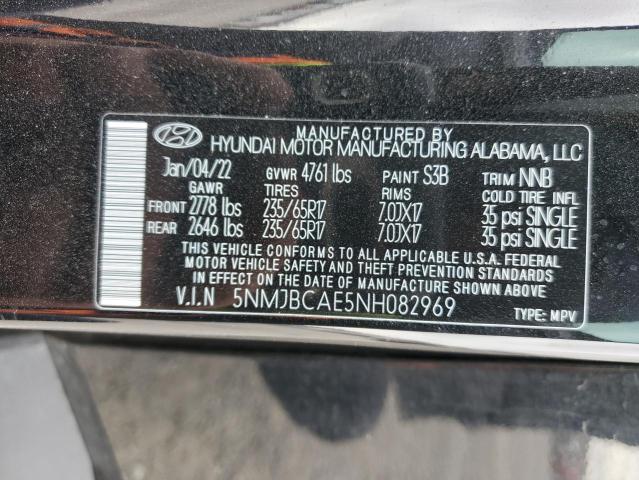 MANUFACTURED BY
HYUNDAI MOTOR MANUFACTURING ALABAMA, LLC
Jan/04/22 GVWR 4761 lbs PAINT S3B TRIM NNB
GAWR TIRES RIMS COLD TIRE INFL
FRONT 2778 lbs 235/65R17 7.0JX17 35 psi SINGLE
REAR 2646 lbs 235/65R17 7.0JX17 35 psi SINGLE
THIS VEHICLE CONFORMS TO ALL APPLICABLE U.S.A. FEDERAL
MOTOR VEHICLE SAFETY AND THEFT PREVENTION STANDARDS
IN EFFECT ON THE DATE OF MANUFACTURE SHOWN ABOVE.
V.I.N 5NMJBCAE5NH082969 TYPE: MPV